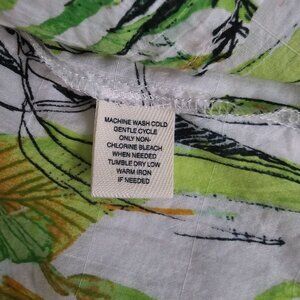 MACHINE WASH COLD
GENTLE CYCLE
ONLY NON-
CHLORINE BLEACH
WHEN NEEDED
TUMBLE DRY LOW
WARM IRON
IF NEEDED